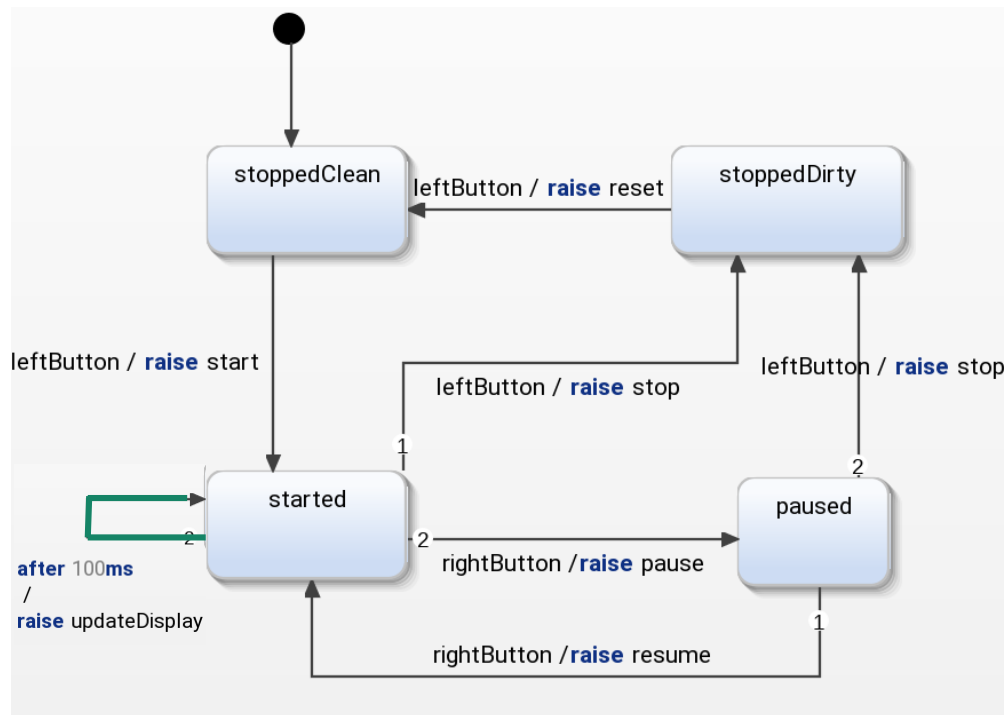 stoppedClean
stoppedDirty
leftButton / raise reset
leftButton / raise start
leftButton / raise stop
leftButton / raise stop
1
2
started
paused
2
2
rightButton /raise pause
after 100ms
/
raise updateDisplay
1
rightButton /raise resume